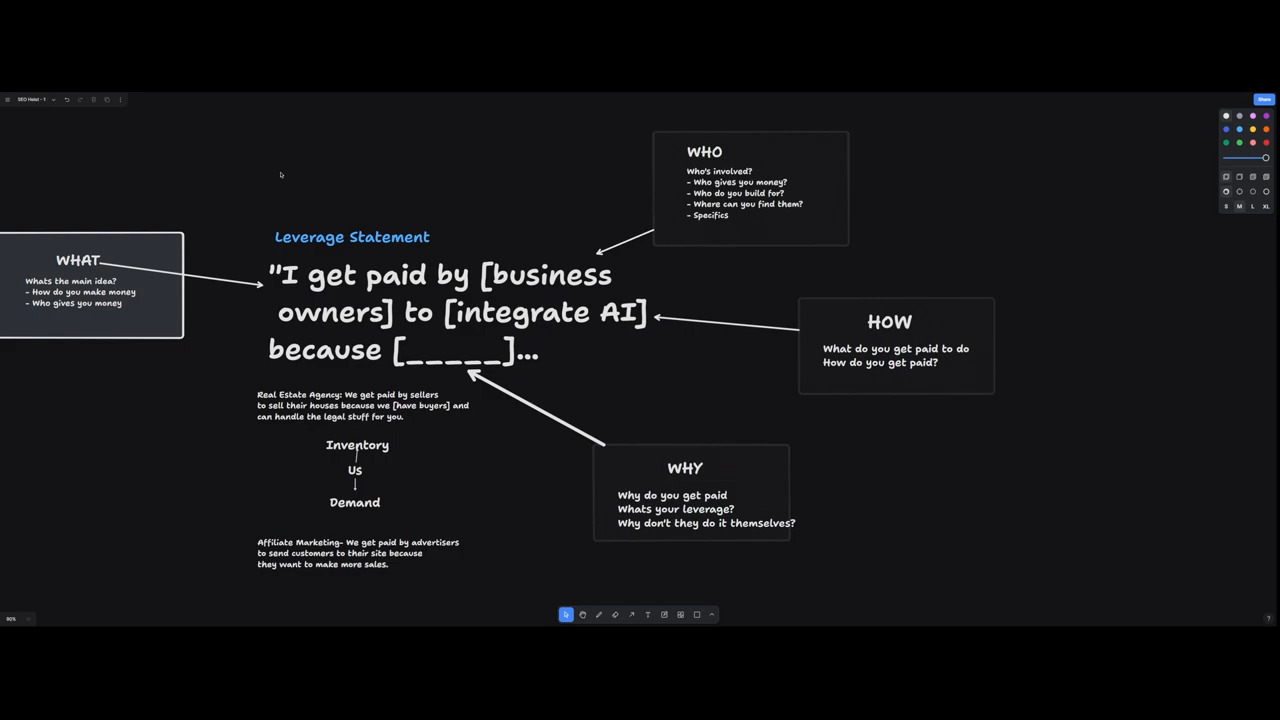 SEO Heist - 1
Share
WHO
Who's involved?
- Who gives you money?
- Who do you build for?
- Where can you find them?
- Specifics
S M L XL
Leverage Statement
WHAT
Whats the main idea?
- How do you make money
- Who gives you money
"I get paid by [business
owners] to [integrate AI]
because [_____]...
HOW
What do you get paid to do
How do you get paid?
Real Estate Agency: We get paid by sellers
to sell their houses because we [have buyers] and
can handle the legal stuff for you.
Inventory
Us
Demand
WHY
Why do you get paid
Whats your leverage?
Why don't they do it themselves?
Affiliate Marketing- We get paid by advertisers
to send customers to their site because
they want to make more sales.
90%
?